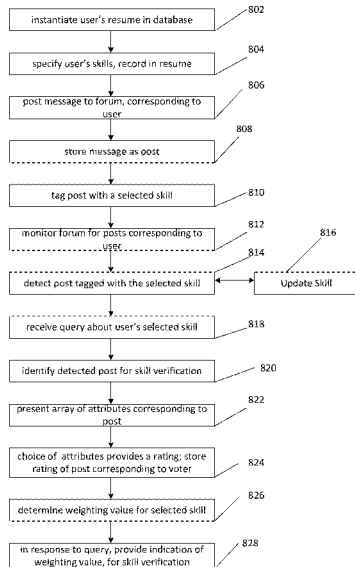 instantiate user's resume in database
802
specify user's skills, record in resume
804
post message to forum, corresponding to
user
806
store message as post
808
tag post with a selected skill
810
monitor forum for posts corresponding to
user
812
detect post tagged with the selected skill
814
Update Skill
816
receive query about user's selected skill
818
identify detected post for skill verification
820
present array of attributes corresponding to
post
822
choice of attributes provides a rating; store
rating of post corresponding to voter
824
determine weighting value for selected skill
826
in response to query, provide indication of
weighting value, for skill verification
828